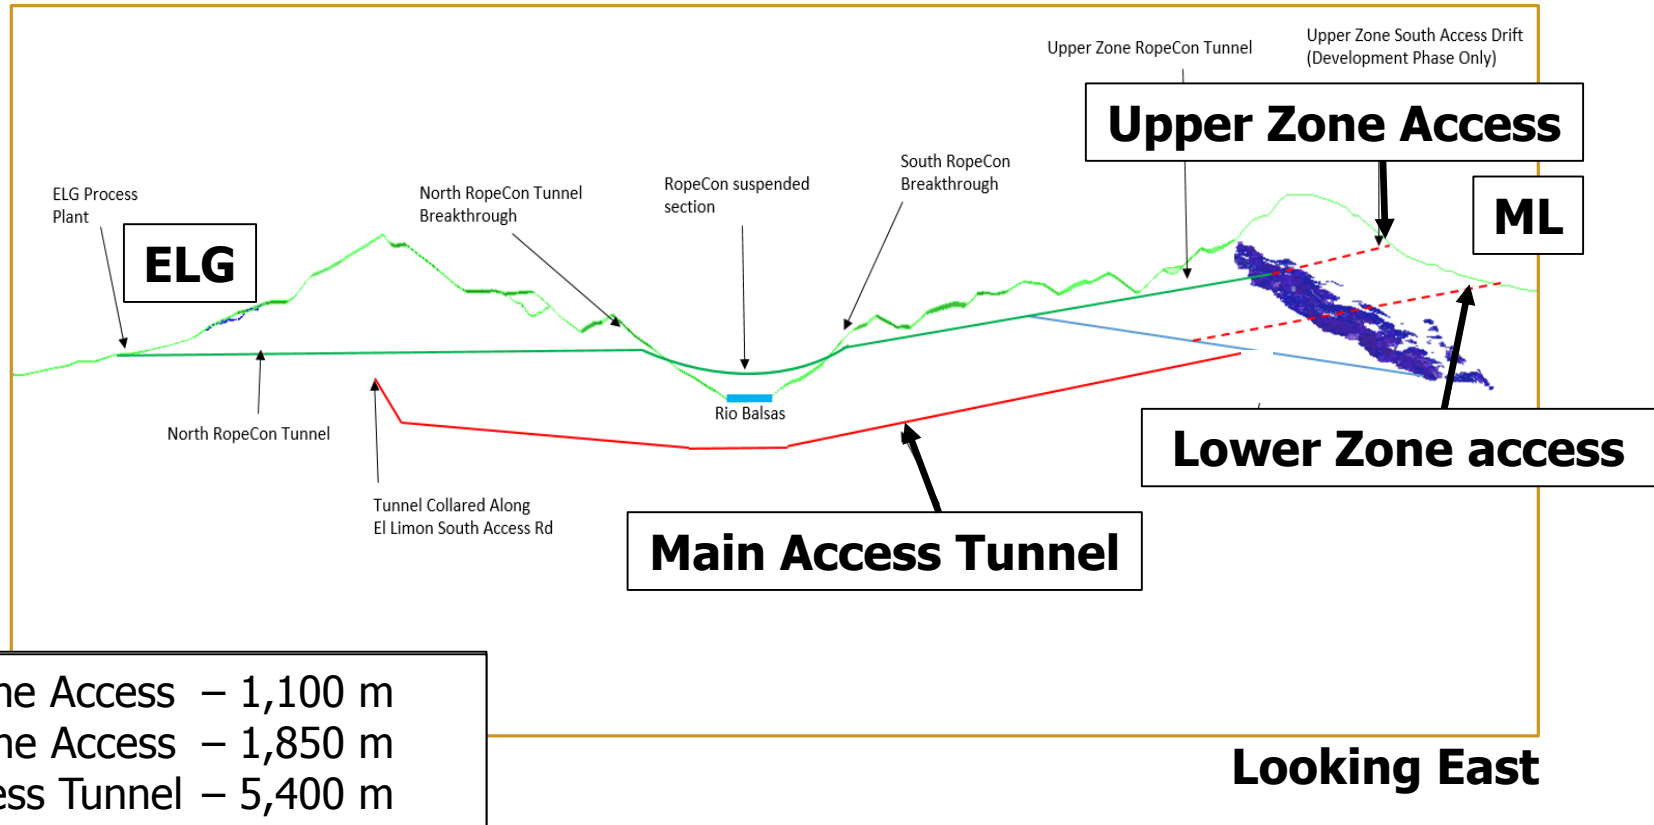 Upper Zone RopeCon Tunnel
Upper Zone South Access Drift
(Development Phase Only)
Upper Zone Access
ELG Process
Plant
North RopeCon Tunnel
Breakthrough
RopeCon suspended
section
South RopeCon
Breakthrough
ML
ELG
Rio Balsas
North RopeCon Tunnel
Lower Zone access
Tunnel Collared Along
El Limon South Access Rd
Main Access Tunnel
Access – 1,100 m
Access – 1,850 m
Tunnel – 5,400 m
Looking East